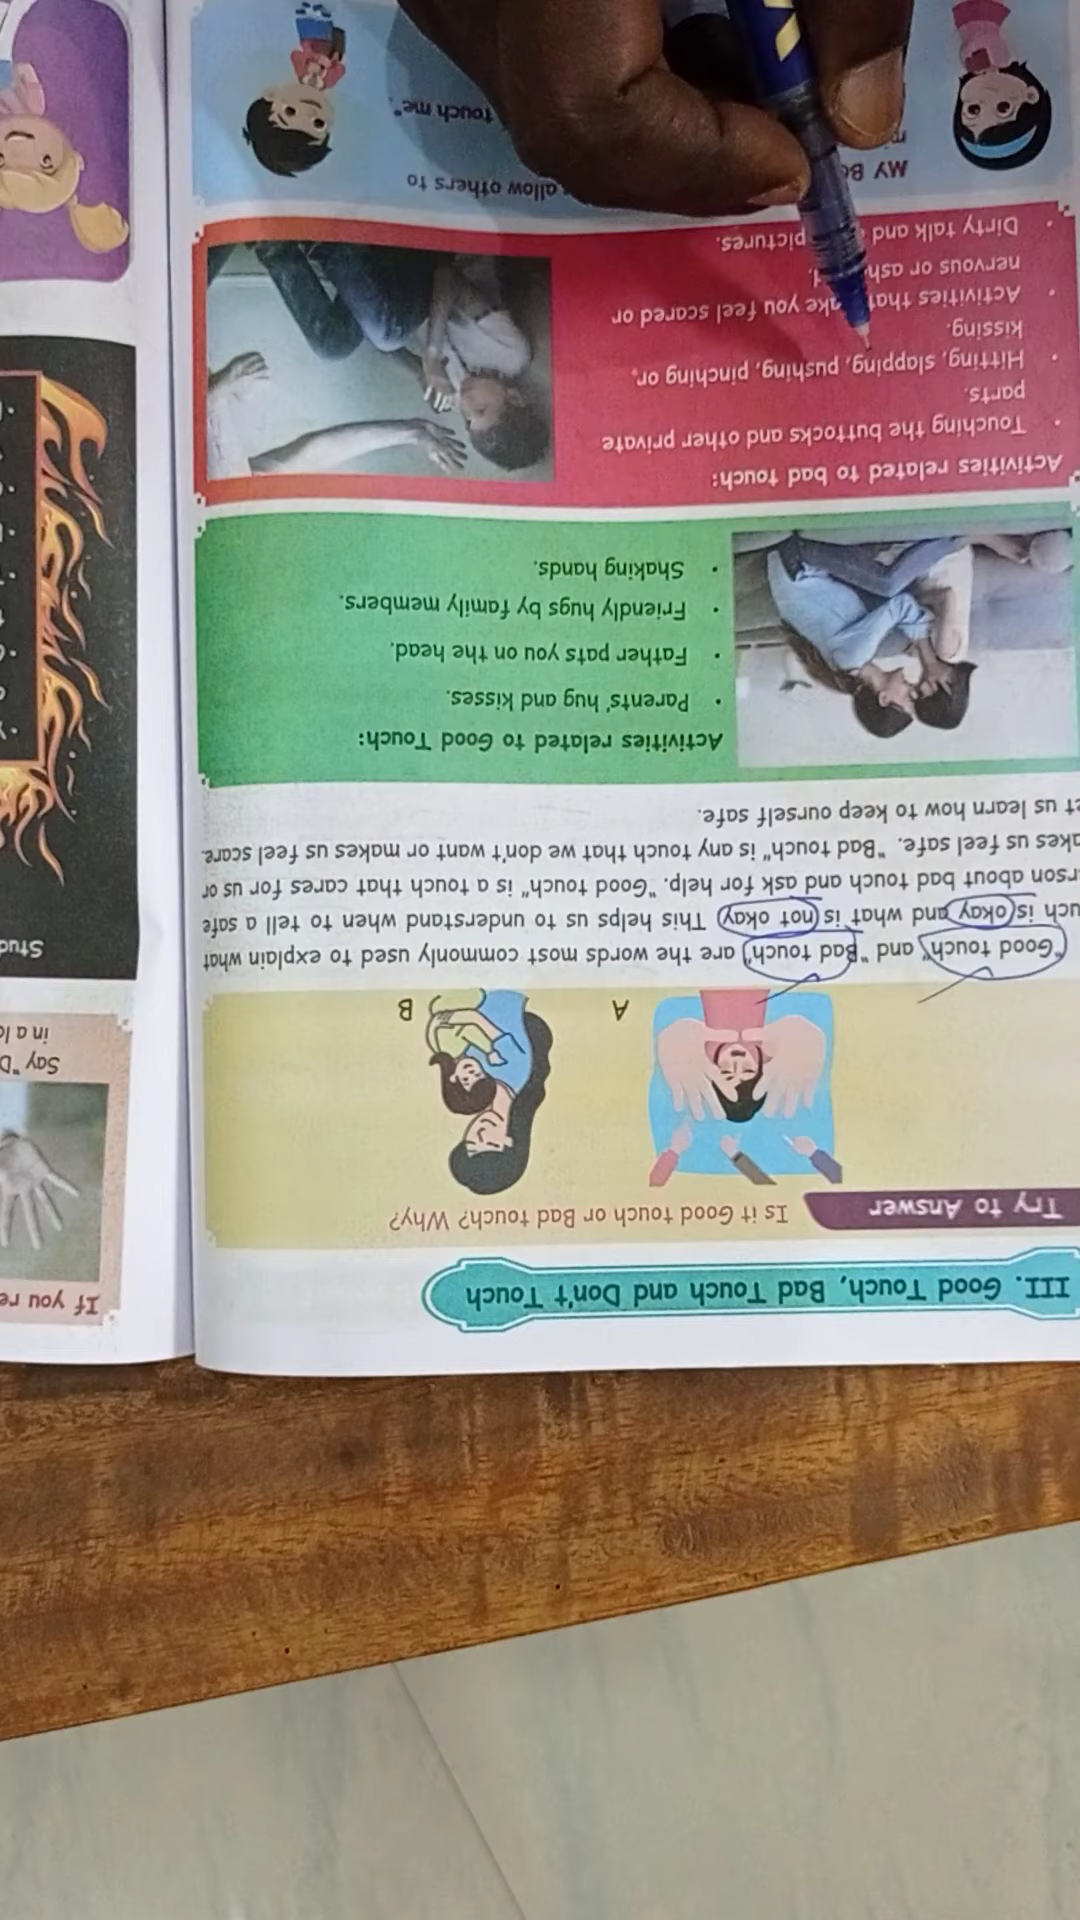 III. Good Touch, Bad Touch and Don't Touch
Try to Answer
Is it Good touch or Bad touch? Why?
A
B
"Good touch" and "Bad touch" are the words most commonly used to explain what
is okay and what is not okay This helps us to understand when to tell a safe
about bad touch and ask for help. "Good touch" is a touch that cares for us or
us feel safe. "Bad touch" is any touch that we don't want or makes us feel scare.
us learn how to keep ourself safe.
Activities related to Good Touch:
• Parents' hug and kisses.
• Father pats you on the head.
• Friendly hugs by family members.
• Shaking hands.
Activities related to bad touch:
• Touching the buttocks and other private
parts.
• Hitting, slapping, pushing, pinching or,
kissing.
• Activities that you feel scared or
nervous or
• Dirty talk and pictures.
MY
allow others to
touch me".
If you
Say
in a